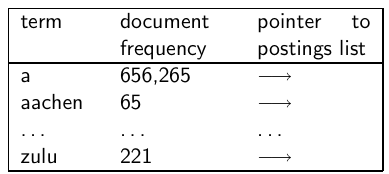 term document pointer to
frequency postings list
a 656,265 →
aachen 65 →
... ... ...
zulu 221 →